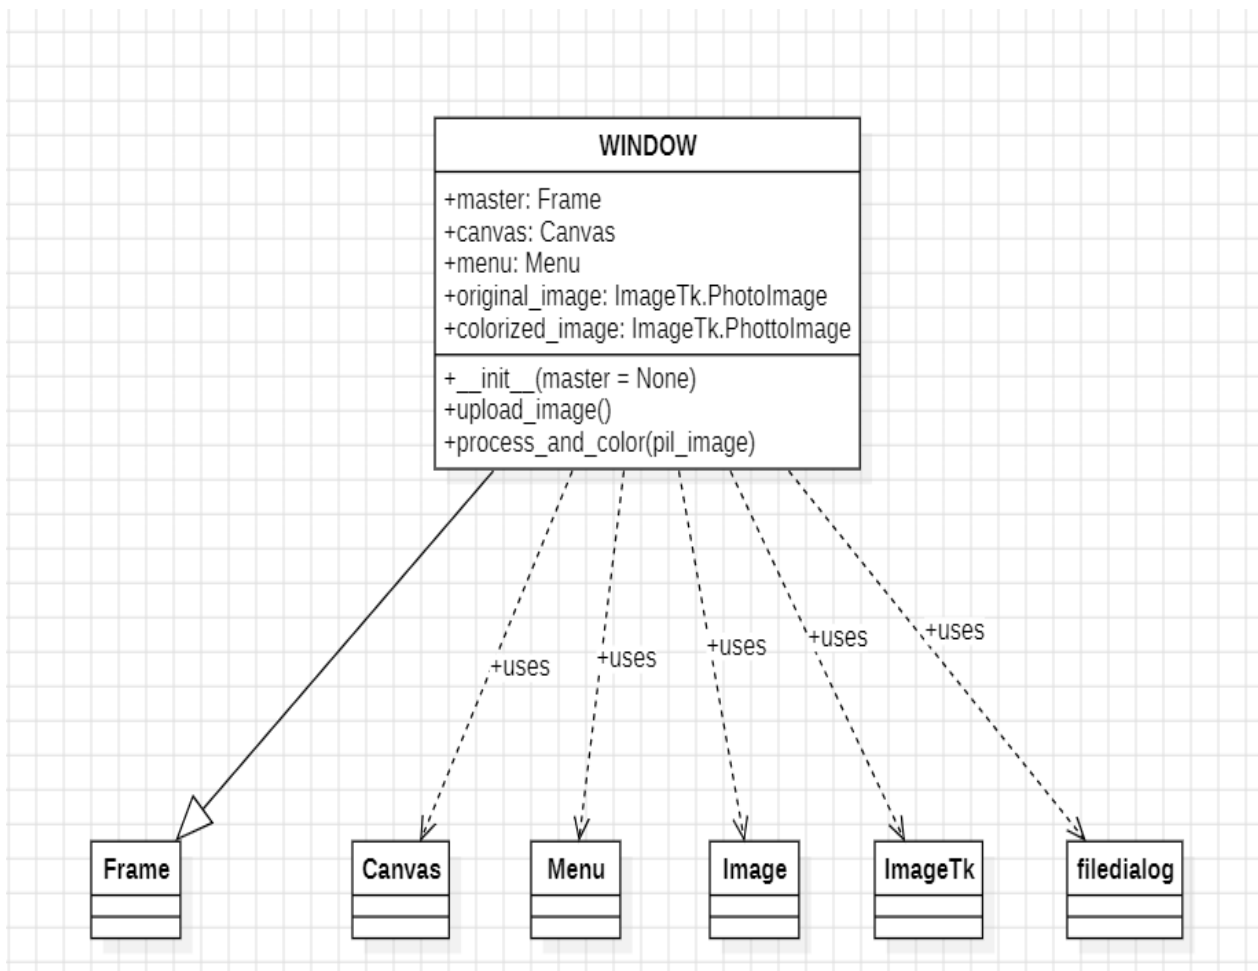 WINDOW
+master: Frame
+canvas: Canvas
+menu: Menu
+original_image: ImageTk.PhotoImage
+colorized_image: ImageTk.PhottoImage
+__init__(master = None)
+upload_image()
+process_and_color(pil_image)
+uses
+uses
+uses
+uses
+uses
Frame
Canvas
Menu
Image
ImageTk
filedialog